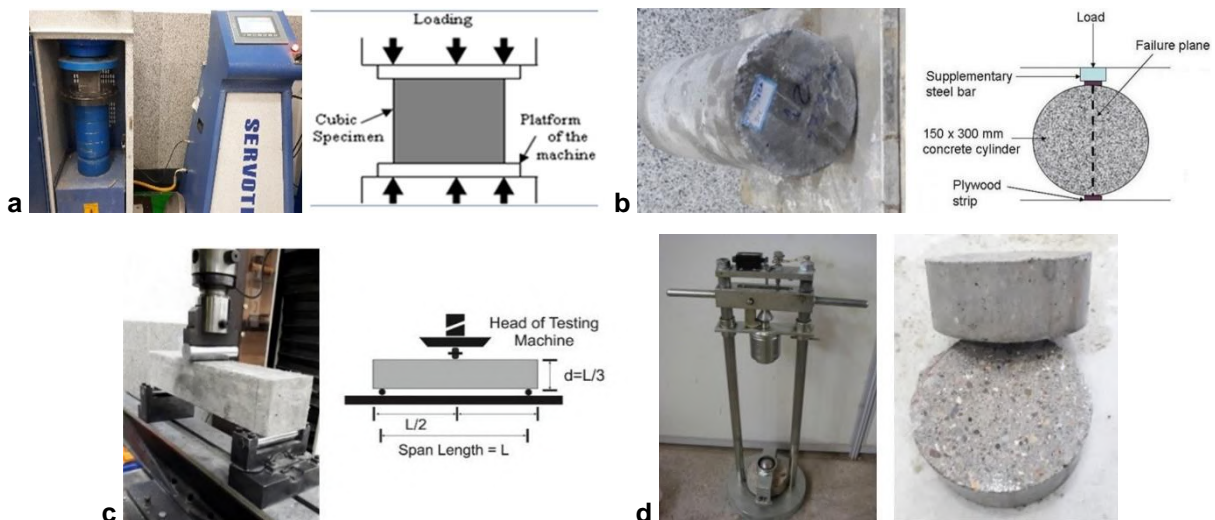 Loading
Cubic
Specimen
Platform
of the
machine
SERVOTE
a
Load
Failure plane
Supplementary
steel bar
150 x 300 mm
concrete cylinder
Plywood
strip
b
Head of Testing
Machine
d=L/3
L/2
Span Length = L
c
d